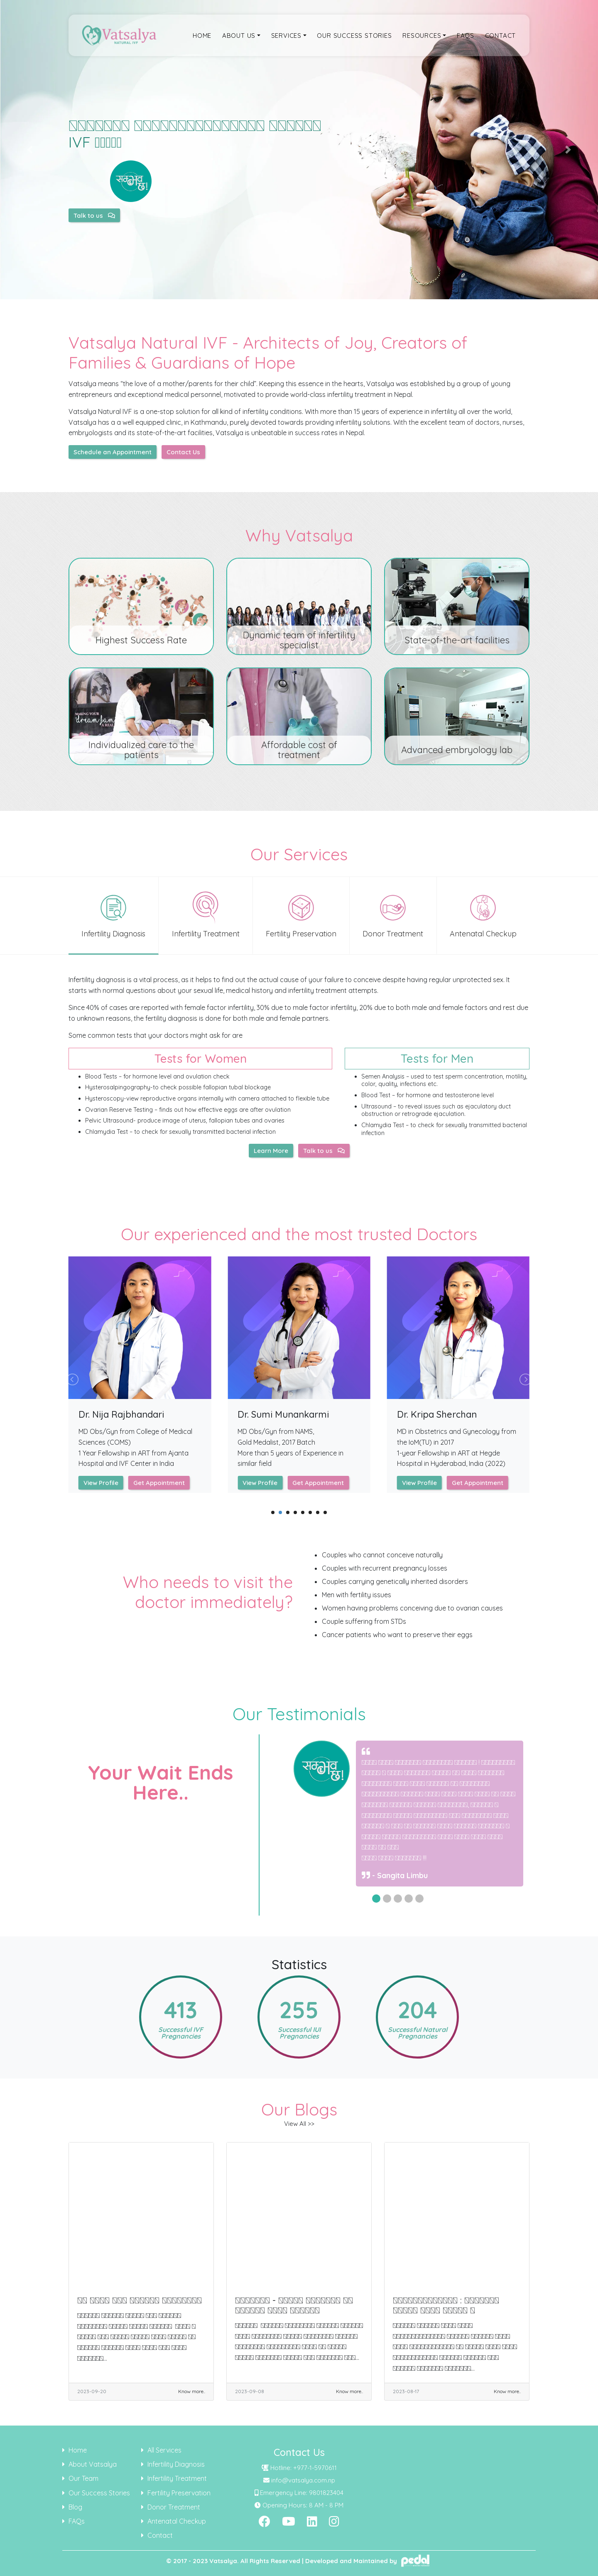 Vatsalya
NATURAL IVF
HOME
ABOUT US
SERVICES
OUR SUCCESS STORIES
RESOURCES
FAQS
CONTACT
IVF
सम्भव छ!
Talk to us
Vatsalya Natural IVF - Architects of Joy, Creators of
Families & Guardians of Hope
Vatsalya means “the love of a mother/parents for their child”. Keeping this essence in the hearts, Vatsalya was established by a group of young
entrepreneurs and exceptional medical personnel, motivated to provide world-class infertility treatment in Nepal.
Vatsalya Natural IVF is a one-stop solution for all kind of infertility conditions. With more than 15 years of experience in infertility all over the world,
Vatsalya has a a well equipped clinic, in Kathmandu, purely devoted towards providing infertility solutions. With the excellent team of doctors, nurses,
embryologists and its state-of-the-art facilities, Vatsalya is unbeatable in success rates in Nepal.
Schedule an Appointment
Contact Us
Why Vatsalya
Highest Success Rate
Dynamic team of infertility
specialist
State-of-the-art facilities
Individualized care to the
patients
Affordable cost of
treatment
Advanced embryology lab
Our Services
Infertility Diagnosis
Infertility Treatment
Fertility Preservation
Donor Treatment
Antenatal Checkup
Infertility diagnosis is a vital process, as it helps to find out the actual cause of your failure to conceive despite having regular unprotected sex. It
starts with normal questions about your sexual life, medical history and infertility treatment attempts.
Since 40% of cases are reported with female factor infertility, 30% due to male factor infertility, 20% due to both male and female factors and rest due
to unknown reasons, the fertility diagnosis is done for both male and female partners.
Some common tests that your doctors might ask for are
Tests for Women
Blood Tests – for hormone level and ovulation check
Hysterosalpingography-to check possible fallopian tubal blockage
Hysteroscopy-view reproductive organs internally with camera attached to flexible tube
Ovarian Reserve Testing – finds out how effective eggs are after ovulation
Pelvic Ultrasound- produce image of uterus, fallopian tubes and ovaries
Chlamydia Test – to check for sexually transmitted bacterial infection
Tests for Men
Semen Analysis – used to test sperm concentration, motility,
color, quality, infections etc.
Blood Test – for hormone and testosterone level
Ultrasound – to reveal issues such as ejaculatory duct
obstruction or retrograde ejaculation.
Chlamydia Test – to check for sexually transmitted bacterial
infection
Learn More
Talk to us
Our experienced and the most trusted Doctors
Dr. Nija Rajbhandari
MD Obs/Gyn from College of Medical
Sciences (COMS)
1 Year Fellowship in ART from Ajanta
Hospital and IVF Center in India
View Profile
Get Appointment
Dr. Sumi Munankarmi
MD Obs/Gyn from NAMS,
Gold Medalist, 2017 Batch
More than 5 years of Experience in
similar field
View Profile
Get Appointment
Dr. Kripa Sherchan
MD in Obstetrics and Gynecology from
the IoM(TU) in 2017
1-year Fellowship in ART at Hegde
Hospital in Hyderabad, India (2022)
View Profile
Get Appointment
Who needs to visit the
doctor immediately?
Couples who cannot conceive naturally
Couples with recurrent pregnancy losses
Couples carrying genetically inherited disorders
Men with fertility issues
Women having problems conceiving due to ovarian causes
Couple suffering from STDs
Cancer patients who want to preserve their eggs
Our Testimonials
Your Wait Ends
Here..
सम्भव छ!
- Sangita Limbu
Statistics
413
Successful IVF
Pregnancies
255
Successful IUI
Pregnancies
204
Successful Natural
Pregnancies
Our Blogs
View All >>
2023-09-20
Know more..
2023-09-08
Know more..
2023-08-17
Know more..
Home
About Vatsalya
Our Team
Our Success Stories
Blog
FAQs
All Services
Infertility Diagnosis
Infertility Treatment
Fertility Preservation
Donor Treatment
Antenatal Checkup
Contact
Contact Us
Hotline: +977-1-5970611
info@vatsalya.com.np
Emergency Line: 9801823404
Opening Hours: 8 AM - 8 PM
© 2017 - 2023 Vatsalya. All Rights Reserved | Developed and Maintained by pedal